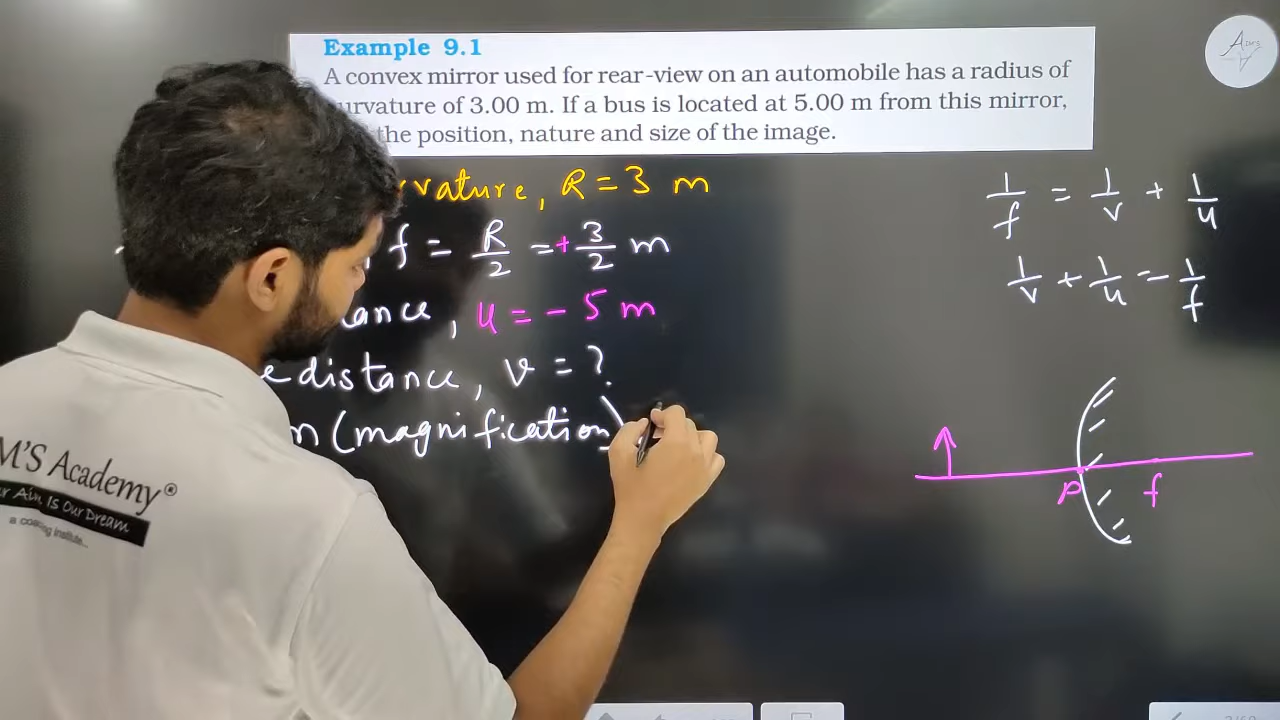 Example 9.1
A convex mirror used for rear-view on an automobile has a radius of
urvature of 3.00 m. If a bus is located at 5.00 m from this mirror,
the position, nature and size of the image.
rvature, R = 3 m
f = R/2 = + 3/2 m
ance, u = - 5 m
e distance, v = ?
m (magnification)
1/f = 1/v + 1/u
1/v + 1/u = 1/f
P f
M'S Academy®
r Aim, Is Our Dream
a coaching institute...